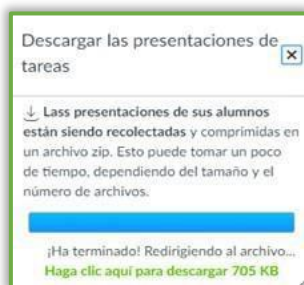 Descargar las presentaciones de
tareas
Lass presentaciones de sus alumnos
están siendo recolectadas y comprimidas en
un archivo zip. Esto puede tomar un poco
de tiempo, dependiendo del tamaño y el
número de archivos.
¡Ha terminado! Redirigiendo al archivo...
Haga clic aquí para descargar 705 KB